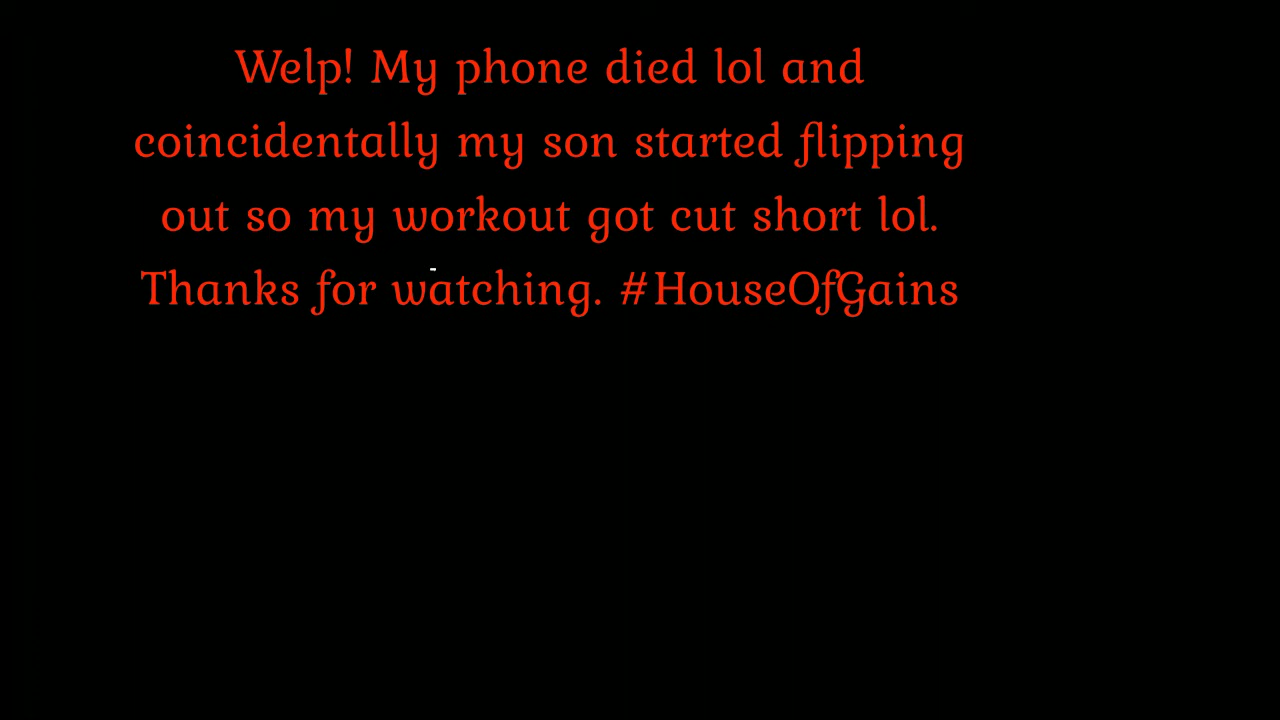 Welp! My phone died lol and
coincidentally my son started flipping
out so my workout got cut short lol.
Thanks for watching. #HouseOfGains